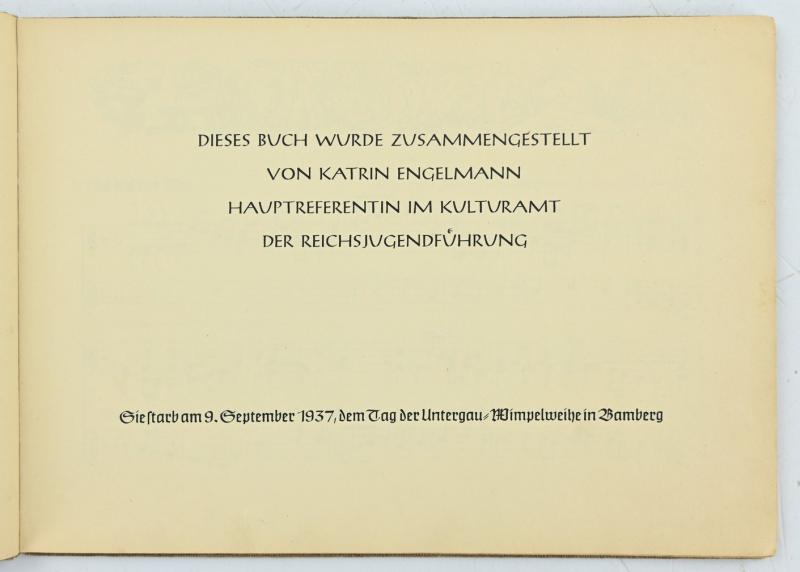 DIESES BUCH WURDE ZUSAMMENGESTELLT
VON KATRIN ENGELMANN
HAUPTREFERENTIN IM KULTURAMT
DER REICHSJUGENDFÜHRUNG
Sie ſtarb am 9. September 1937, dem Tag der Untergau⸗Wimpelweihe in Bamberg